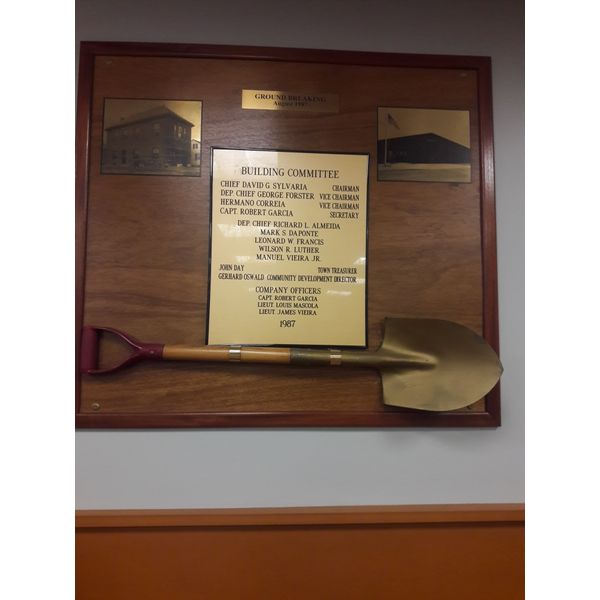 GROUND BREAKING
August 1987
BUILDING COMMITTEE
CHIEF DAVID G. SYLVARIA CHAIRMAN
DEP. CHIEF GEORGE FORSTER VICE CHAIRMAN
HERMANO CORREIA VICE CHAIRMAN
CAPT. ROBERT GARCIA SECRETARY
DEP. CHIEF RICHARD L. ALMEIDA
MARK S. DAPONTE
LEONARD W. FRANCIS
WILSON R. LUTHER
MANUEL VIEIRA JR.
JOHN DAY TOWN TREASURER
GERHARD OSWALD COMMUNITY DEVELOPMENT DIRECTOR
COMPANY OFFICERS
CAPT. ROBERT GARCIA
LIEUT. LOUIS MASCOLA
LIEUT. JAMES VIEIRA
1987